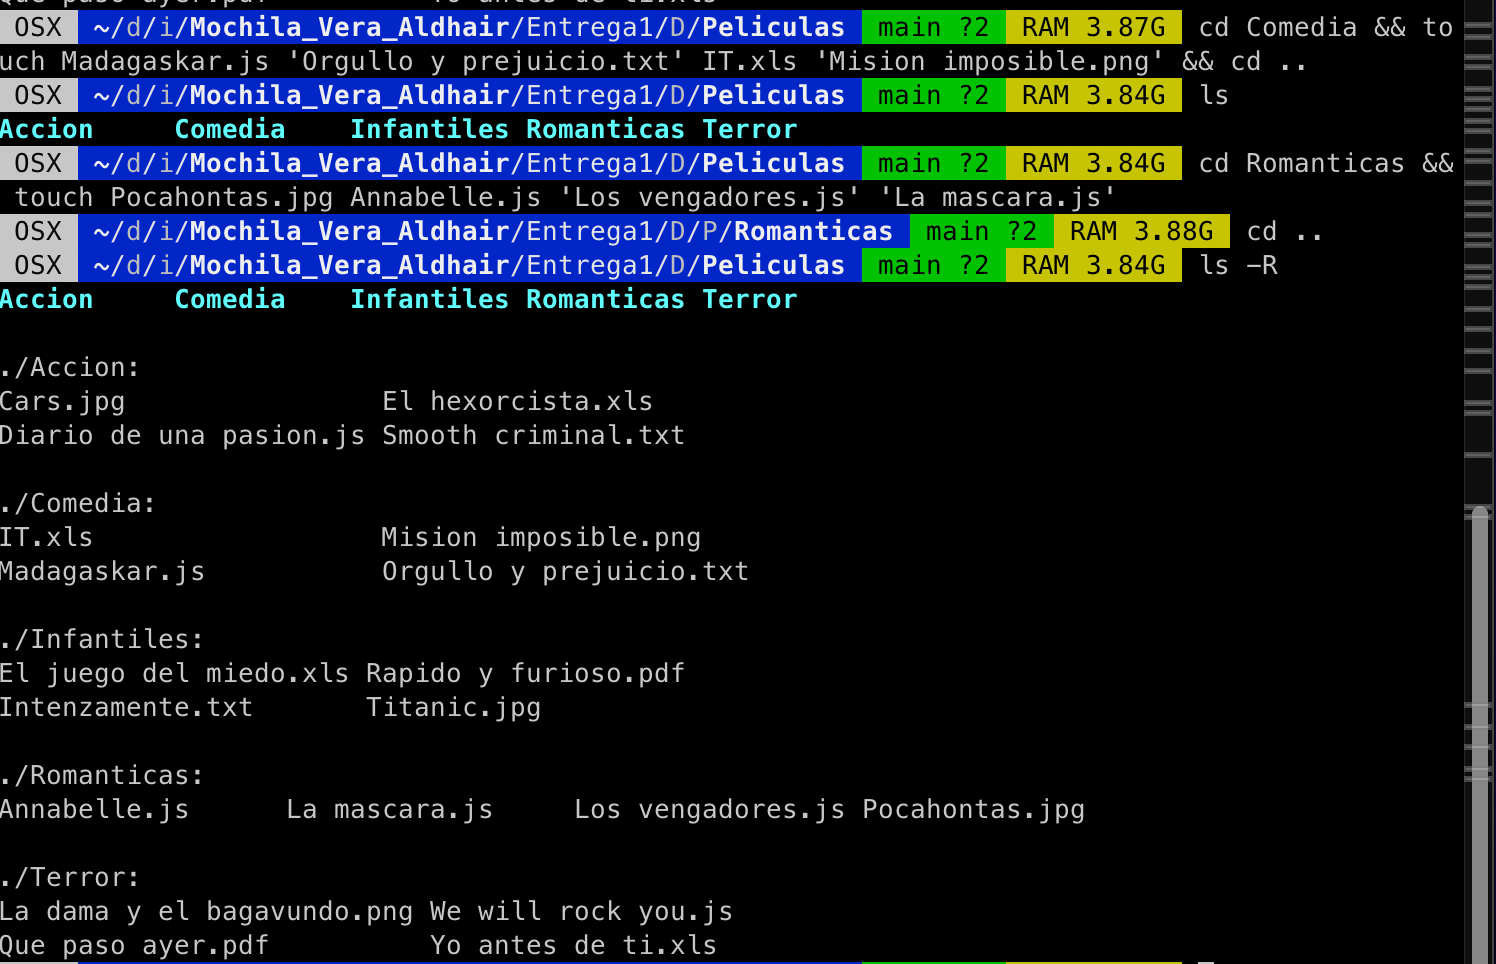 Que paso ayer.pdf Yo antes de ti.xls
OSX ~/d/i/Mochila_Vera_Aldhair/Entrega1/D/Peliculas main ?2 RAM 3.87G cd Comedia && to
uch Madagaskar.js 'Orgullo y prejuicio.txt' IT.xls 'Mision imposible.png' && cd ..
OSX ~/d/i/Mochila_Vera_Aldhair/Entrega1/D/Peliculas main ?2 RAM 3.84G ls
Accion Comedia Infantiles Romanticas Terror
OSX ~/d/i/Mochila_Vera_Aldhair/Entrega1/D/Peliculas main ?2 RAM 3.84G cd Romanticas &&
touch Pocahontas.jpg Annabelle.js 'Los vengadores.js' 'La mascara.js'
OSX ~/d/i/Mochila_Vera_Aldhair/Entrega1/D/P/Romanticas main ?2 RAM 3.88G cd ..
OSX ~/d/i/Mochila_Vera_Aldhair/Entrega1/D/Peliculas main ?2 RAM 3.84G ls -R
Accion Comedia Infantiles Romanticas Terror
./Accion:
Cars.jpg El hexorcista.xls
Diario de una pasion.js Smooth criminal.txt
./Comedia:
IT.xls Mision imposible.png
Madagaskar.js Orgullo y prejuicio.txt
./Infantiles:
El juego del miedo.xls Rapido y furioso.pdf
Intenzamente.txt Titanic.jpg
./Romanticas:
Annabelle.js La mascara.js Los vengadores.js Pocahontas.jpg
./Terror:
La dama y el bagavundo.png We will rock you.js
Que paso ayer.pdf Yo antes de ti.xls